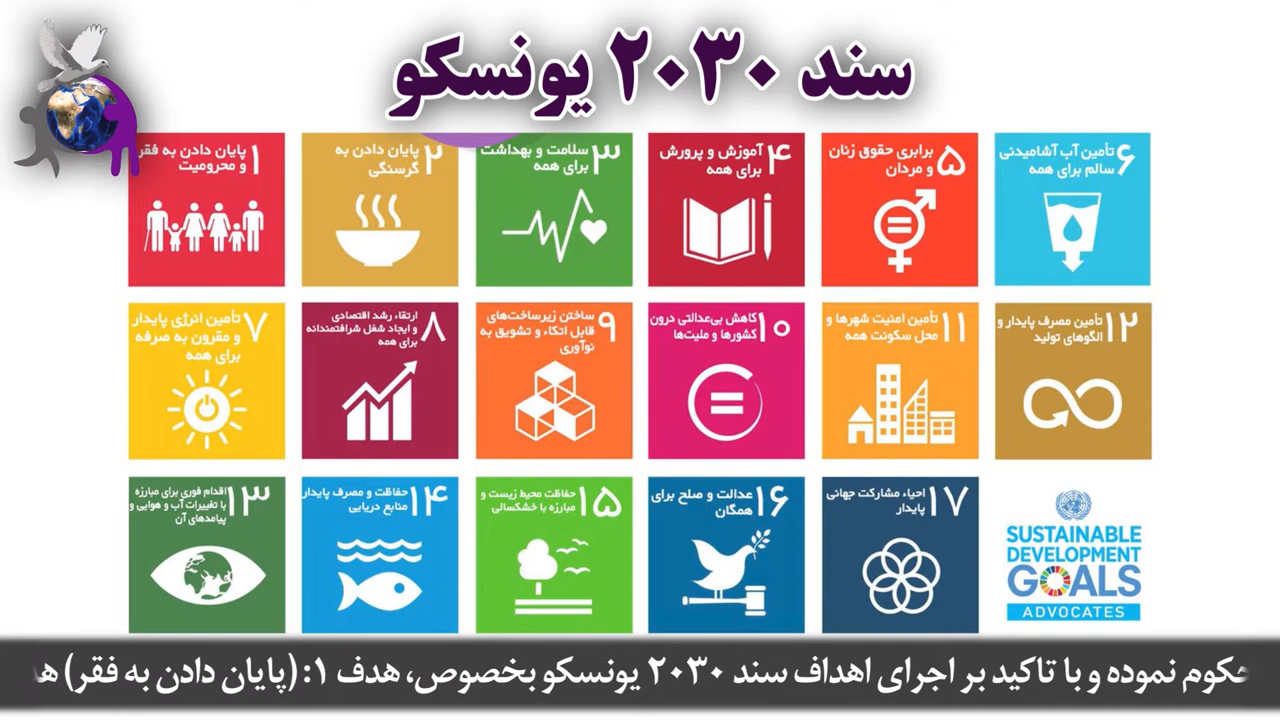 سند ۲۰۳۰ یونسکو
۱ پایان دادن به فقر
و محرومیت
۲ پایان دادن به
گرسنگی
۳ سلامت و بهداشت
برای همه
۴ آموزش و پرورش
برای همه
۵ برابری حقوق زنان
و مردان
۶ تأمین آب آشامیدنی
سالم برای همه
۷ تأمین انرژی پایدار
و مقرون به صرفه
برای همه
۸ ارتقاء رشد اقتصادی
و ایجاد شغل شرافتمندانه
برای همه
۹ ساختن زیرساخت‌های
قابل اتکاء و تشویق به
نوآوری
۱۰ کاهش بی‌عدالتی درون
کشورها و ملیت‌ها
۱۱ تأمین امنیت شهرها و
محل سکونت همه
۱۲ تأمین مصرف پایدار و
الگوهای تولید
۱۳ اقدام فوری برای مبارزه
با تغییرات آب و هوایی و
پیامدهای آن
۱۴ حفاظت و مصرف پایدار
منابع دریایی
۱۵ حفاظت محیط زیست و
مبارزه با خشکسالی
۱۶ عدالت و صلح برای
همگان
۱۷ احیاء مشارکت جهانی
پایدار
SUSTAINABLE
DEVELOPMENT
GOALS
ADVOCATES
حکوم نموده و با تاکید بر اجرای اهداف سند ۲۰۳۰ یونسکو بخصوص، هدف ۱: (پایان دادن به فقر) هد